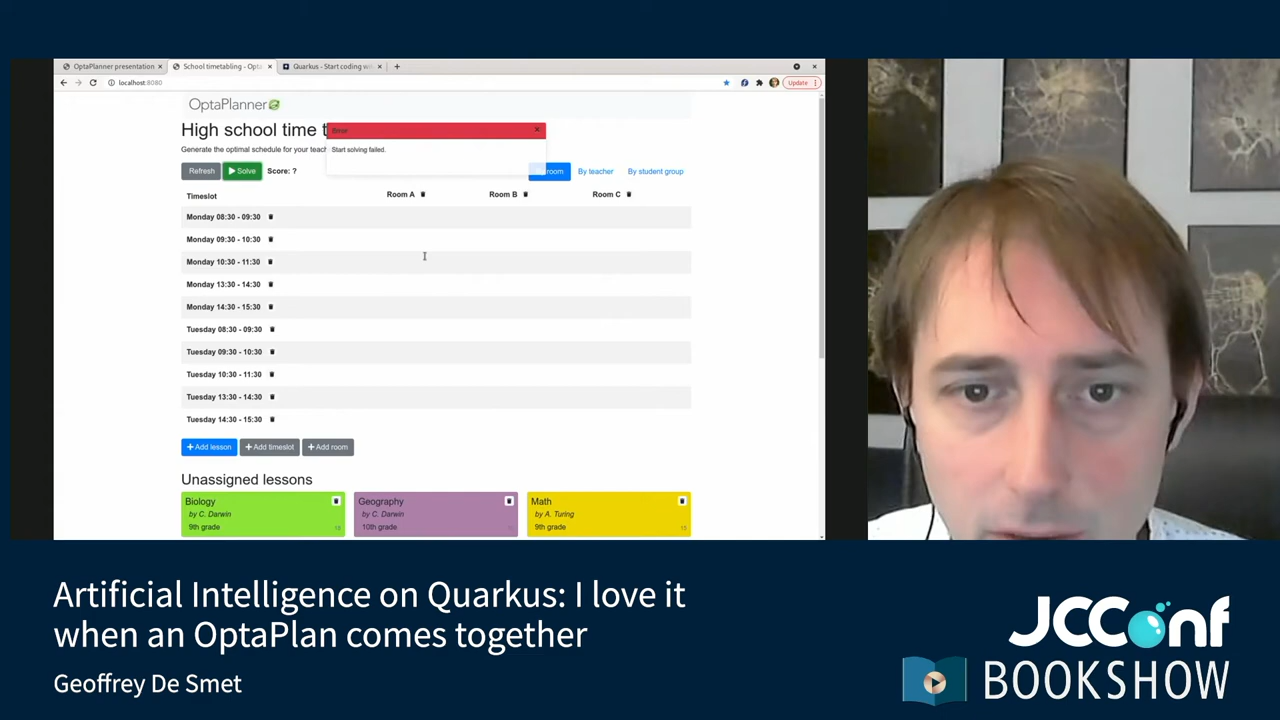 OptaPlanner presentation
School timetabling - Opta
Quarkus - Start coding wi
localhost:8080
Update
OptaPlanner
High school time t
Generate the optimal schedule for your teach
Error
Start solving failed.
Refresh
Solve
Score: ?
room
By teacher
By student group
Timeslot
Room A
Room B
Room C
Monday 08:30 - 09:30
Monday 09:30 - 10:30
Monday 10:30 - 11:30
Monday 13:30 - 14:30
Monday 14:30 - 15:30
Tuesday 08:30 - 09:30
Tuesday 09:30 - 10:30
Tuesday 10:30 - 11:30
Tuesday 13:30 - 14:30
Tuesday 14:30 - 15:30
+ Add lesson
+ Add timeslot
+ Add room
Unassigned lessons
Biology
by C. Darwin
9th grade
Geography
by C. Darwin
10th grade
Math
by A. Turing
9th grade
Artificial Intelligence on Quarkus: I love it
when an OptaPlan comes together
Geoffrey De Smet
JCConf
BOOKSHOW